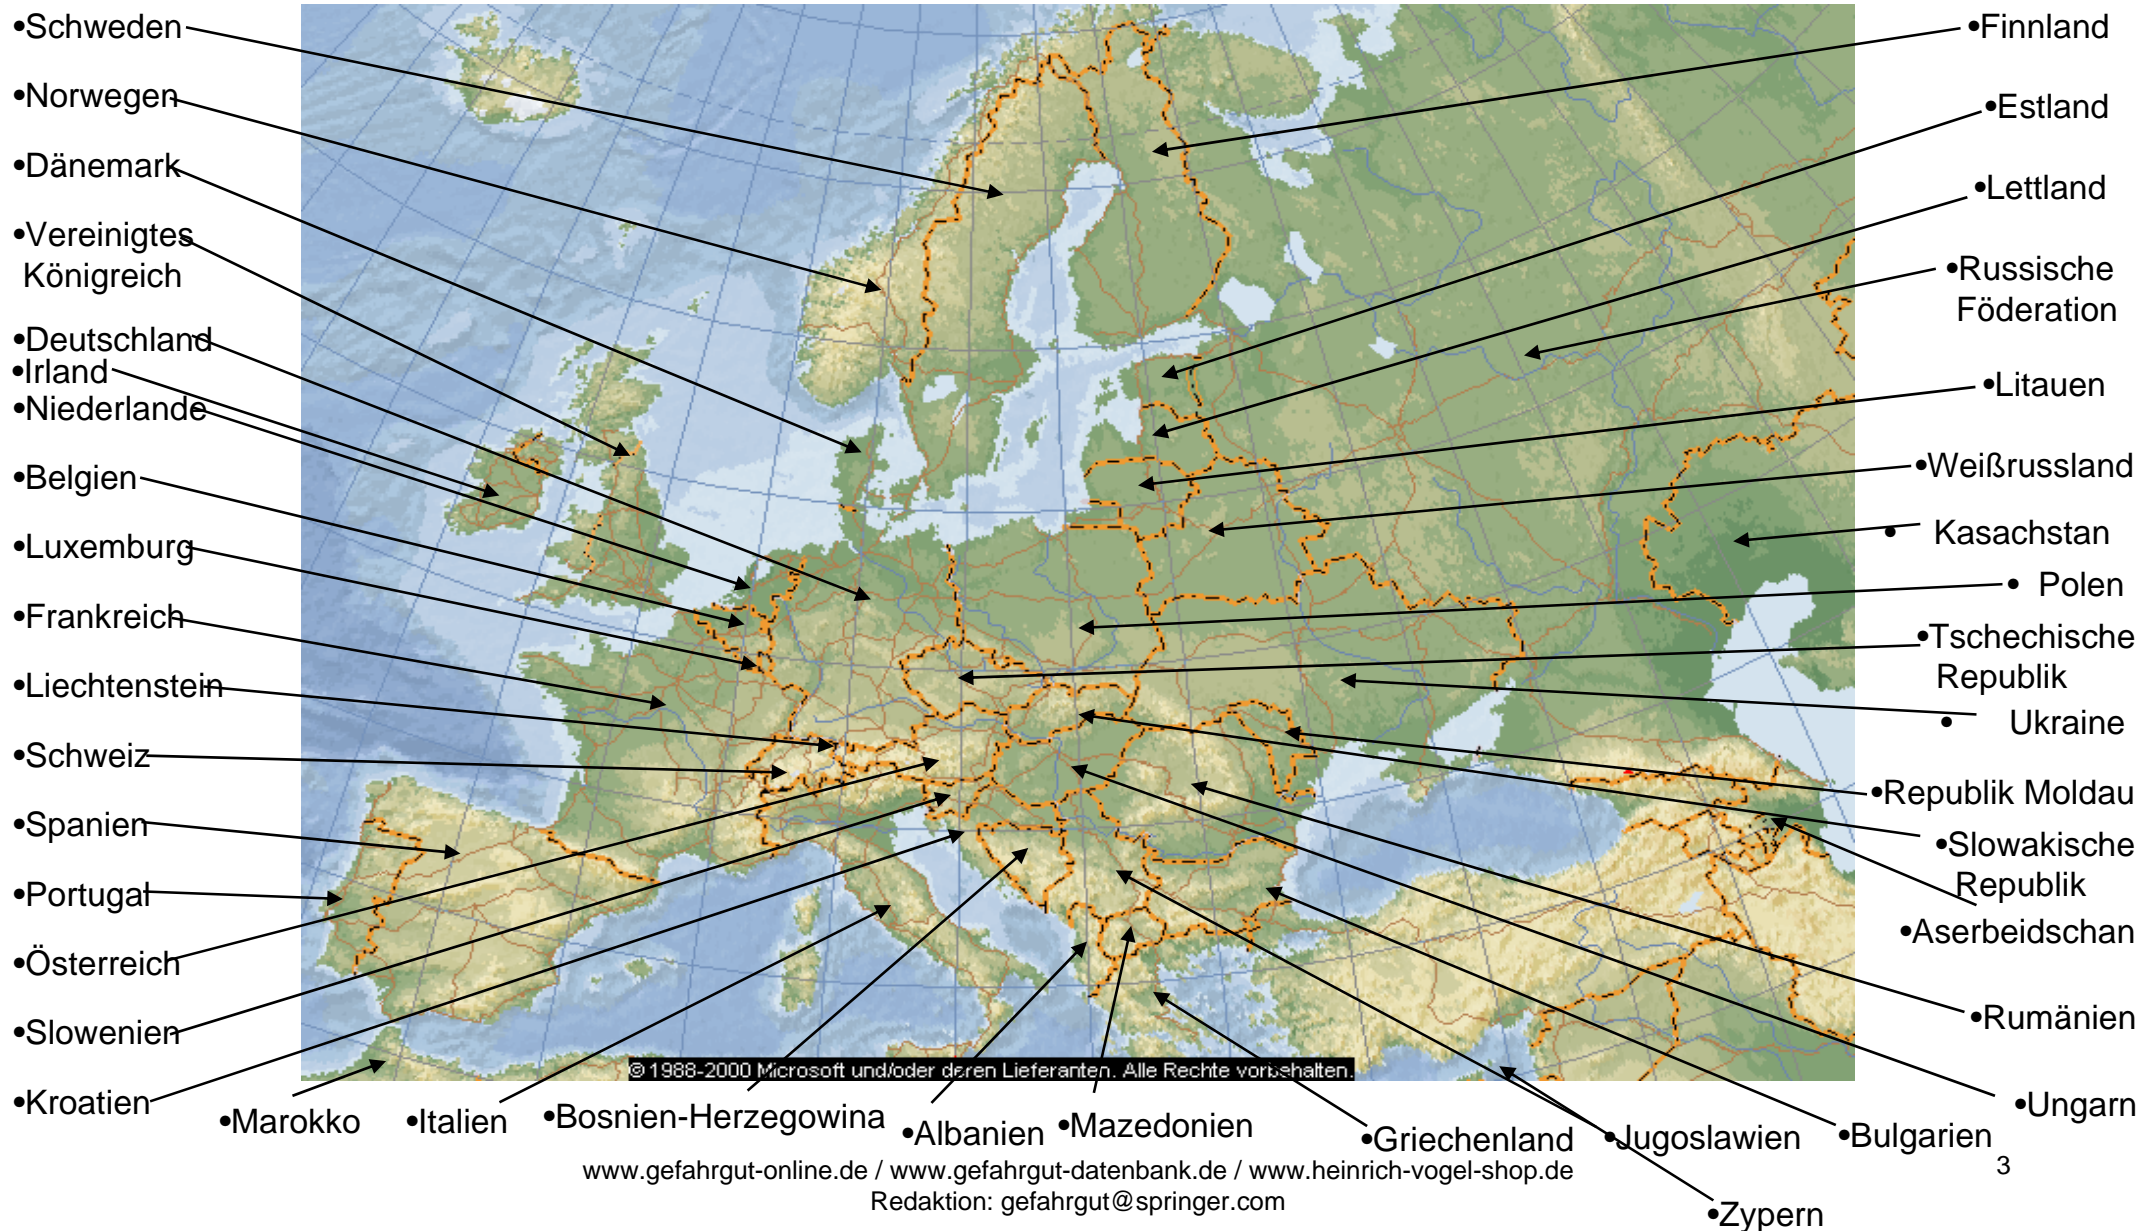 •Schweden
•Norwegen
•Dänemark
•Vereinigtes
Königreich
•Deutschland
•Irland
•Niederlande
•Belgien
•Luxemburg
•Frankreich
•Liechtenstein
•Schweiz
•Spanien
•Portugal
•Österreich
•Slowenien
•Kroatien
•Finnland
•Estland
•Lettland
•Russische
Föderation
•Litauen
•Weißrussland
• Kasachstan
• Polen
•Tschechische
Republik
• Ukraine
•Republik Moldau
•Slowakische
Republik
•Aserbeidschan
•Rumänien
•Ungarn
•Marokko
•Italien
•Bosnien-Herzegowina
•Albanien
•Mazedonien
•Griechenland
•Jugoslawien
•Bulgarien
•Zypern
© 1988-2000 Microsoft und/oder deren Lieferanten. Alle Rechte vorbehalten.
www.gefahrgut-online.de / www.gefahrgut-datenbank.de / www.heinrich-vogel-shop.de
Redaktion: gefahrgut@springer.com
3